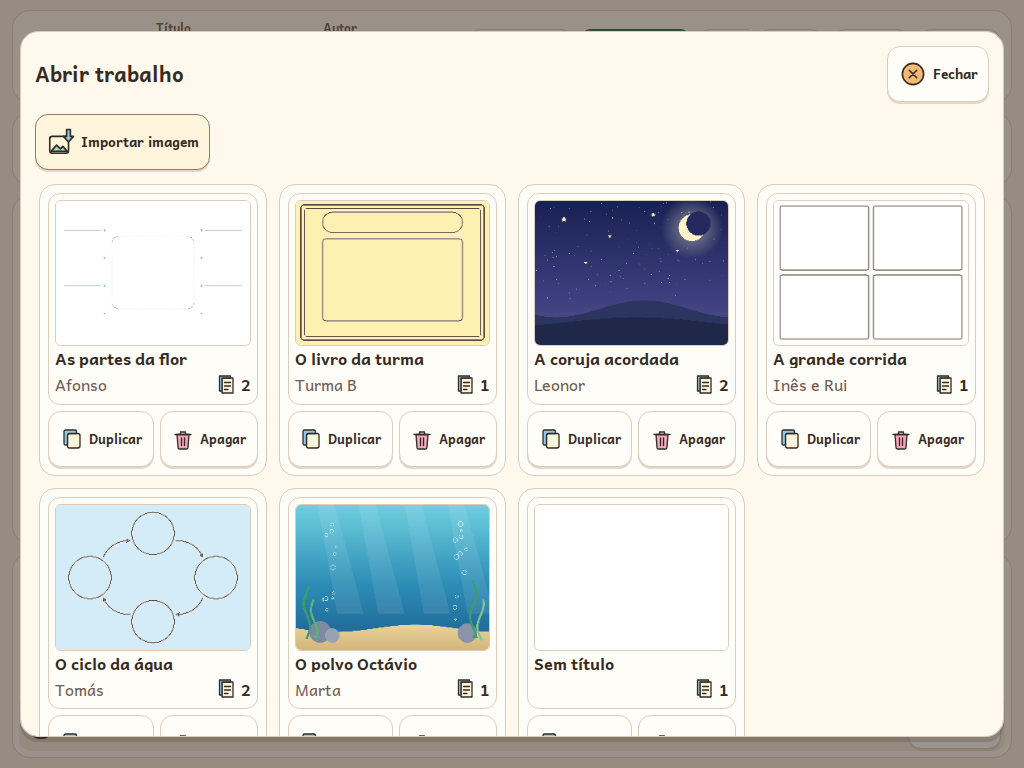 Título
Autor
Abrir trabalho
Fechar
Importar imagem
As partes da flor
Afonso
2
Duplicar
Apagar
O livro da turma
Turma B
1
Duplicar
Apagar
A coruja acordada
Leonor
2
Duplicar
Apagar
A grande corrida
Inês e Rui
1
Duplicar
Apagar
O ciclo da água
Tomás
2
O polvo Octávio
Marta
1
Sem título
1